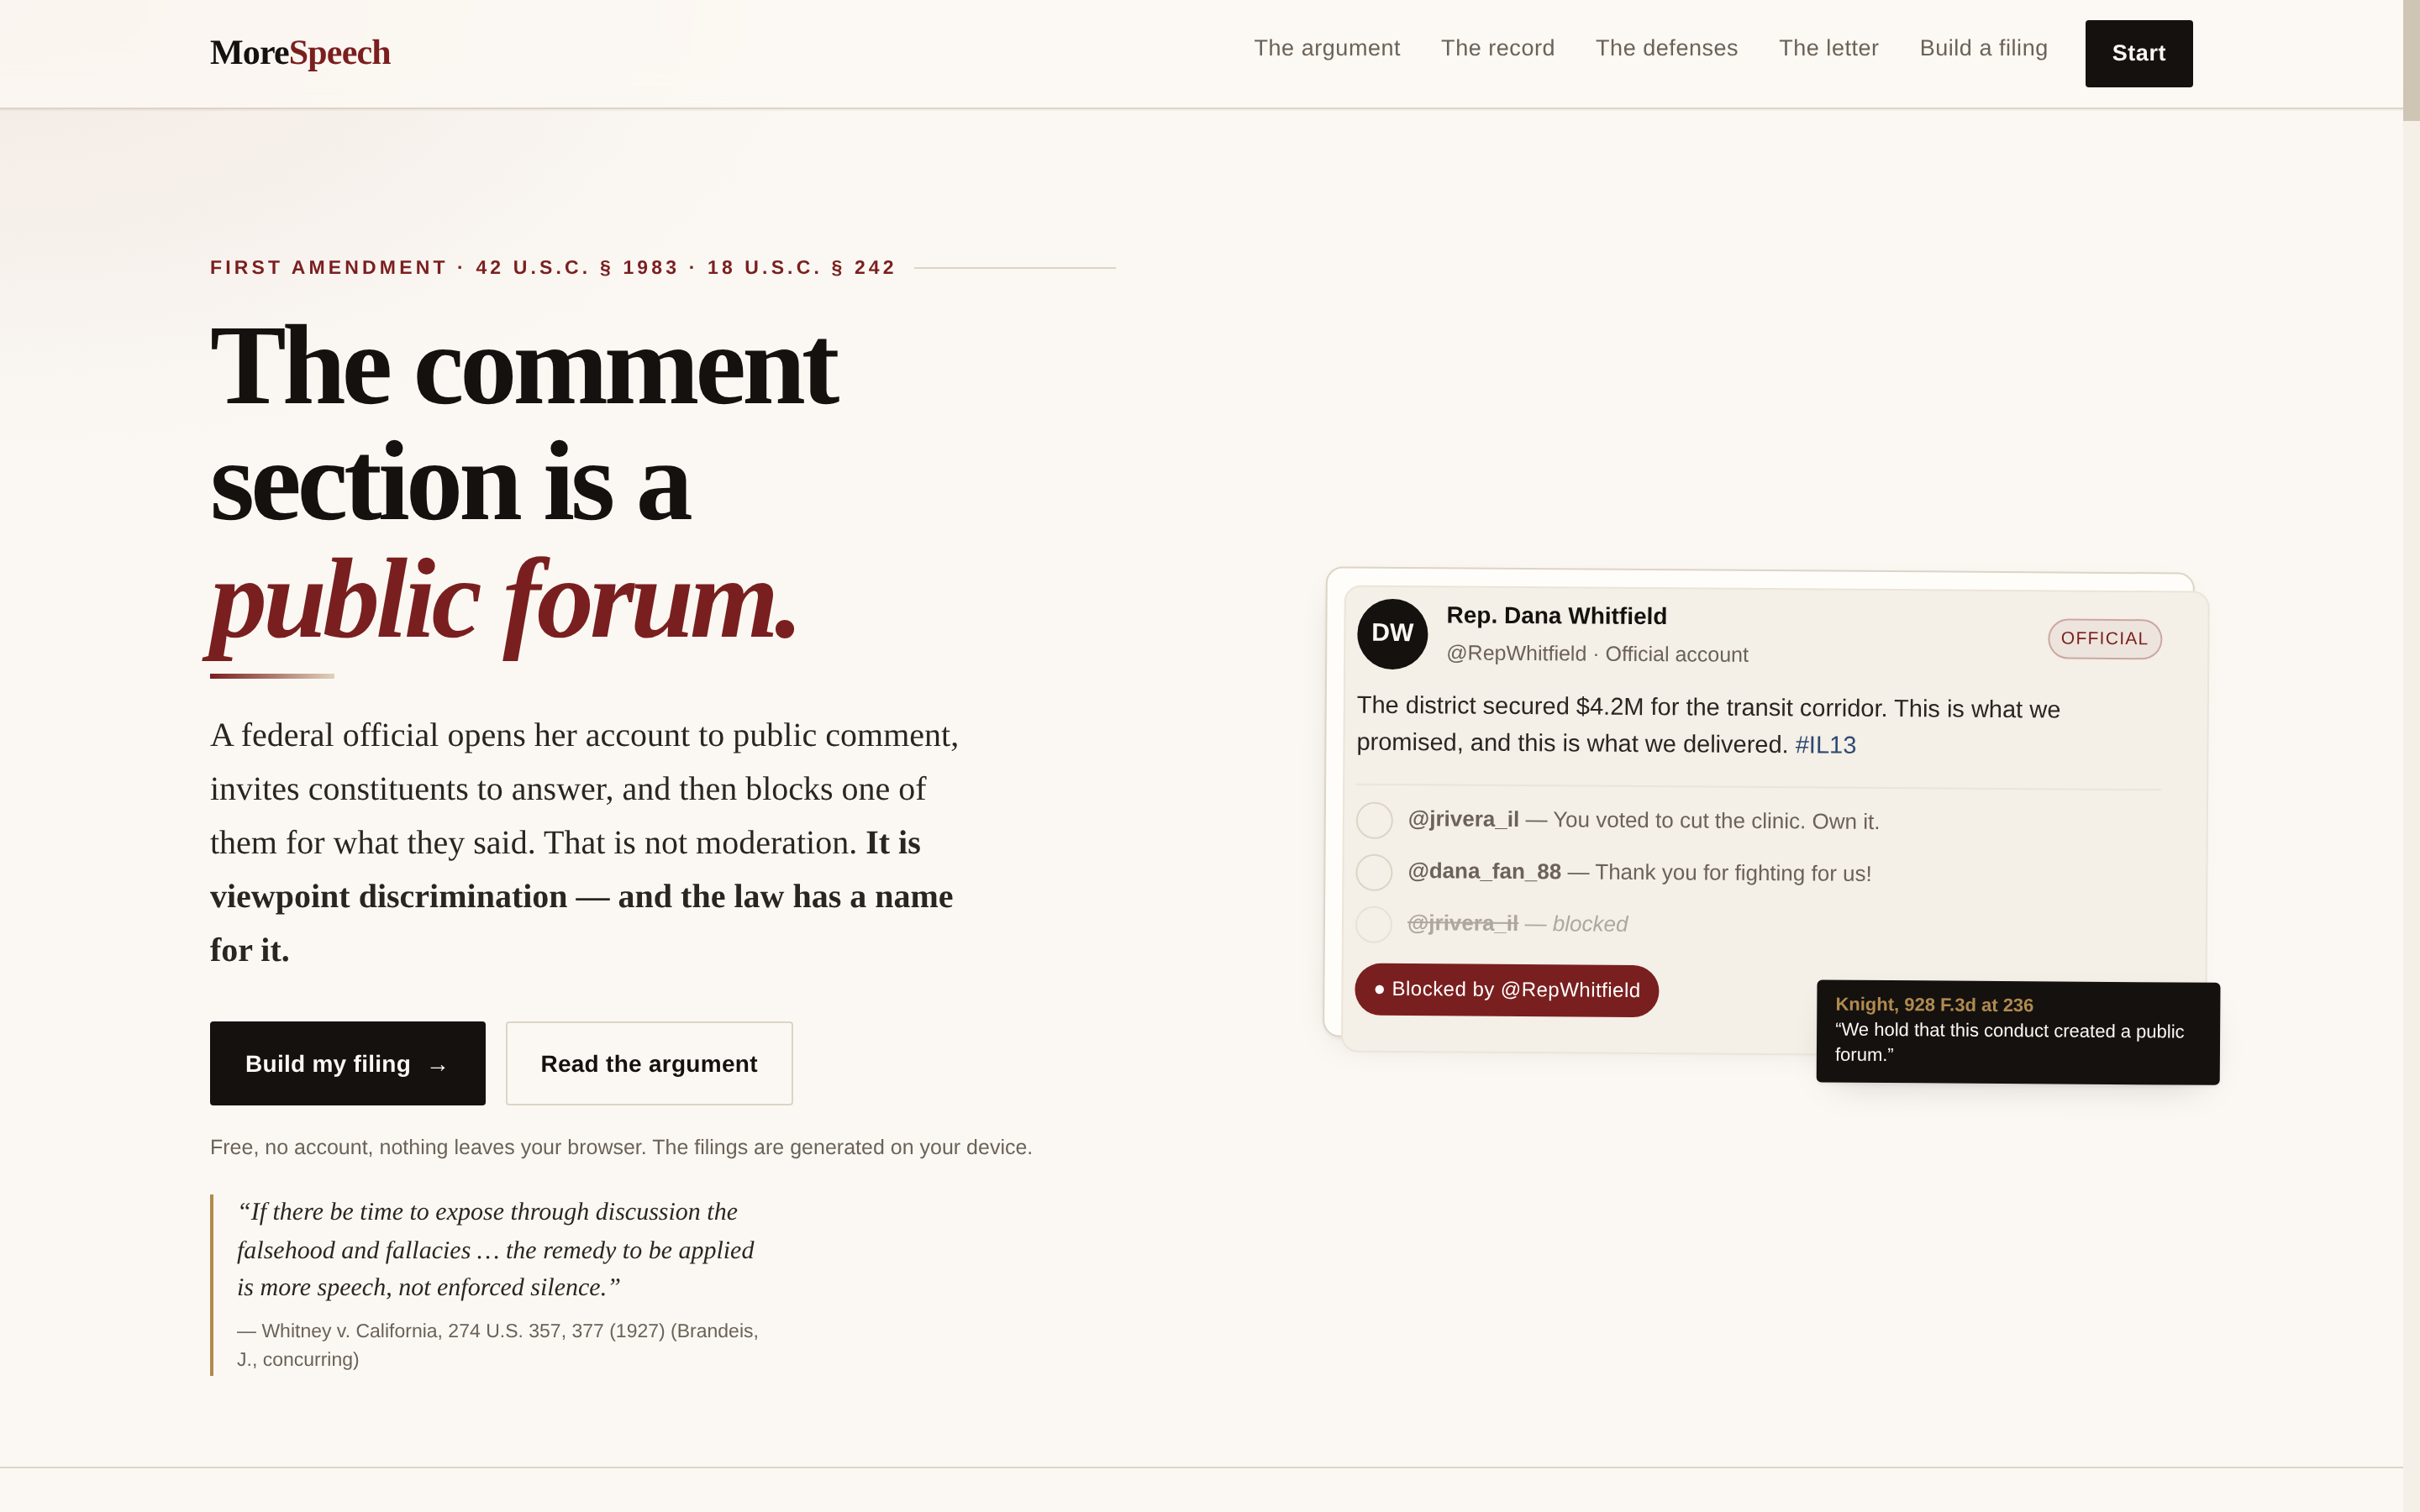 MoreSpeech
The argument
The record
The defenses
The letter
Build a filing
Start
FIRST AMENDMENT · 42 U.S.C. § 1983 · 18 U.S.C. § 242
The comment
section is a
public forum.
A federal official opens her account to public comment,
invites constituents to answer, and then blocks one of
them for what they said. That is not moderation. It is
viewpoint discrimination — and the law has a name
for it.
Build my filing →
Read the argument
Free, no account, nothing leaves your browser. The filings are generated on your device.
“If there be time to expose through discussion the
falsehood and fallacies … the remedy to be applied
is more speech, not enforced silence.”
— Whitney v. California, 274 U.S. 357, 377 (1927) (Brandeis,
J., concurring)
DW
Rep. Dana Whitfield
@RepWhitfield · Official account
OFFICIAL
The district secured $4.2M for the transit corridor. This is what we
promised, and this is what we delivered. #IL13
@jrivera_il — You voted to cut the clinic. Own it.
@dana_fan_88 — Thank you for fighting for us!
@jrivera_il — blocked
Blocked by @RepWhitfield
Knight, 928 F.3d at 236
“We hold that this conduct created a public
forum.”